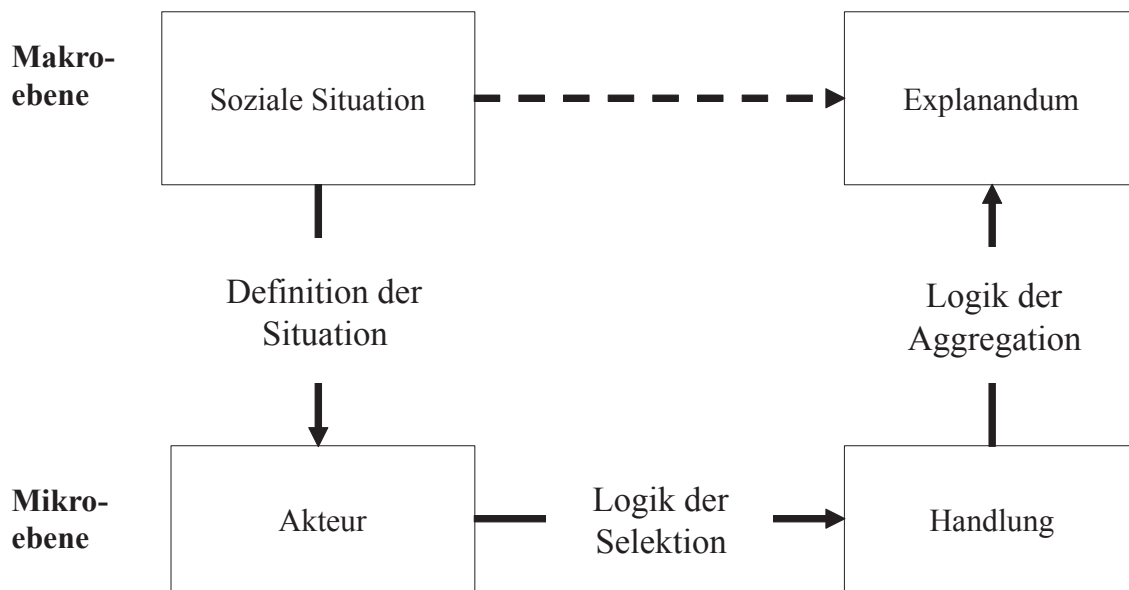 Makro-
ebene
Soziale Situation
Explanandum
Definition der
Situation
Logik der
Aggregation
Mikro-
ebene
Akteur
Logik der
Selektion
Handlung